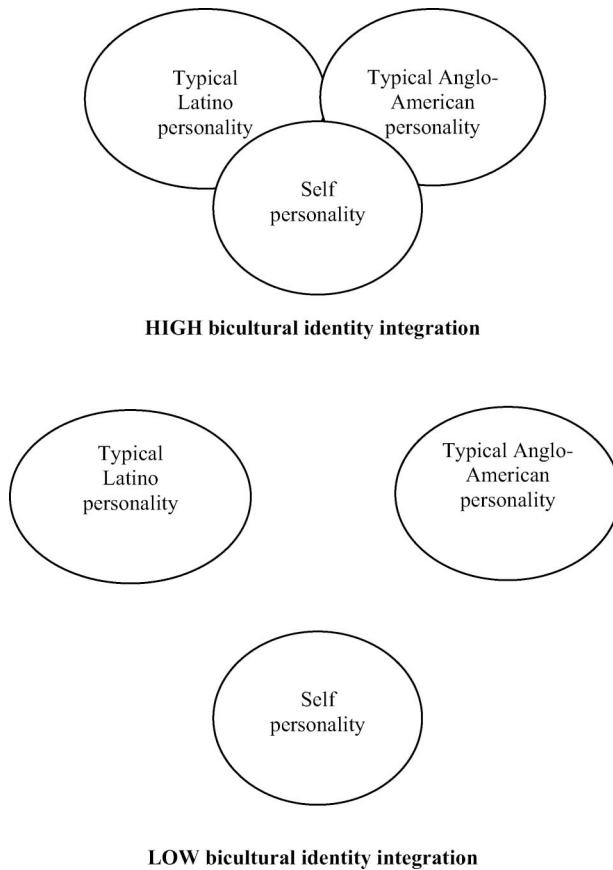 Typical
Latino
personality
Typical Anglo-
American
personality
Self
personality
HIGH bicultural identity integration
Typical
Latino
personality
Typical Anglo-
American
personality
Self
personality
LOW bicultural identity integration